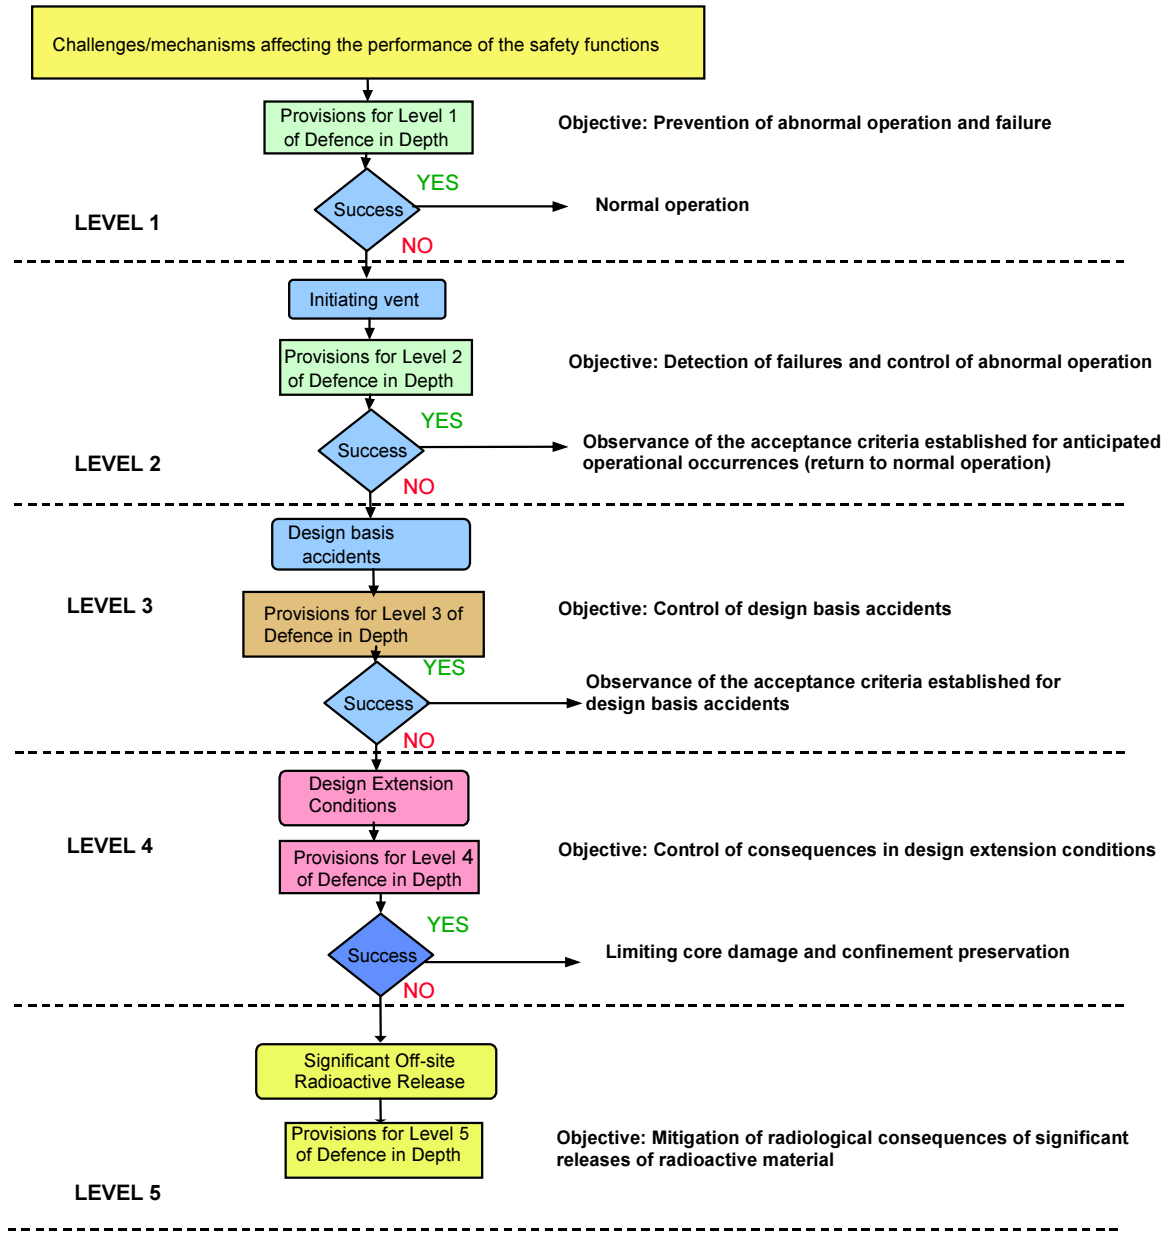 Challenges/mechanisms affecting the performance of the safety functions
Provisions for Level 1
of Defence in Depth
Objective: Prevention of abnormal operation and failure
YES
Success
Normal operation
LEVEL 1
NO
Initiating vent
Provisions for Level 2
of Defence in Depth
Objective: Detection of failures and control of abnormal operation
YES
Success
Observance of the acceptance criteria established for anticipated
operational occurrences (return to normal operation)
LEVEL 2
NO
Design basis
accidents
LEVEL 3
Provisions for Level 3 of
Defence in Depth
Objective: Control of design basis accidents
YES
Success
Observance of the acceptance criteria established for
design basis accidents
NO
Design Extension
Conditions
LEVEL 4
Provisions for Level 4
of Defence in Depth
Objective: Control of consequences in design extension conditions
YES
Success
Limiting core damage and confinement preservation
NO
Significant Off-site
Radioactive Release
Provisions for Level 5
of Defence in Depth
Objective: Mitigation of radiological consequences of significant
releases of radioactive material
LEVEL 5